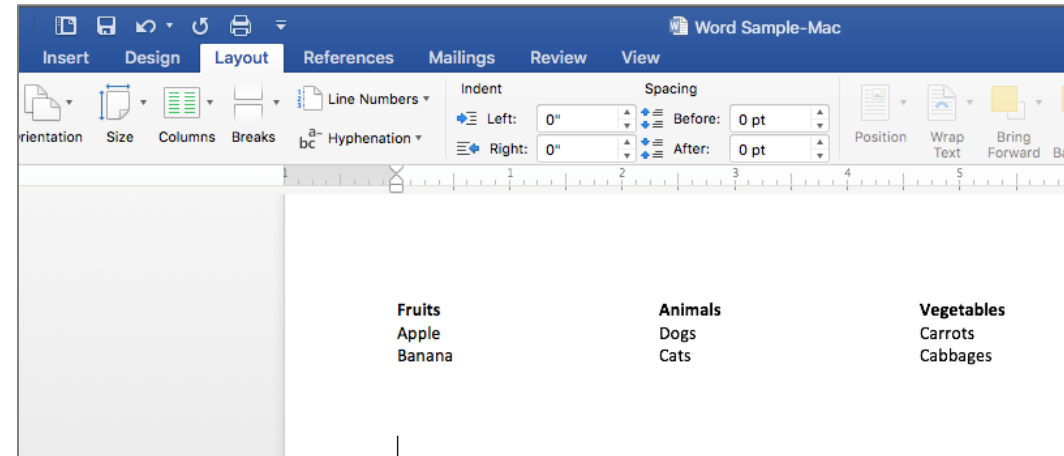 Word Sample-Mac
Insert Design Layout References Mailings Review View
Orientation Size Columns Breaks
Line Numbers
Hyphenation
Indent
Left: 0"
Right: 0"
Spacing
Before: 0 pt
After: 0 pt
Position Wrap Text Bring Forward
1 1 2 3 4 5
Fruits Animals Vegetables
Apple Dogs Carrots
Banana Cats Cabbages